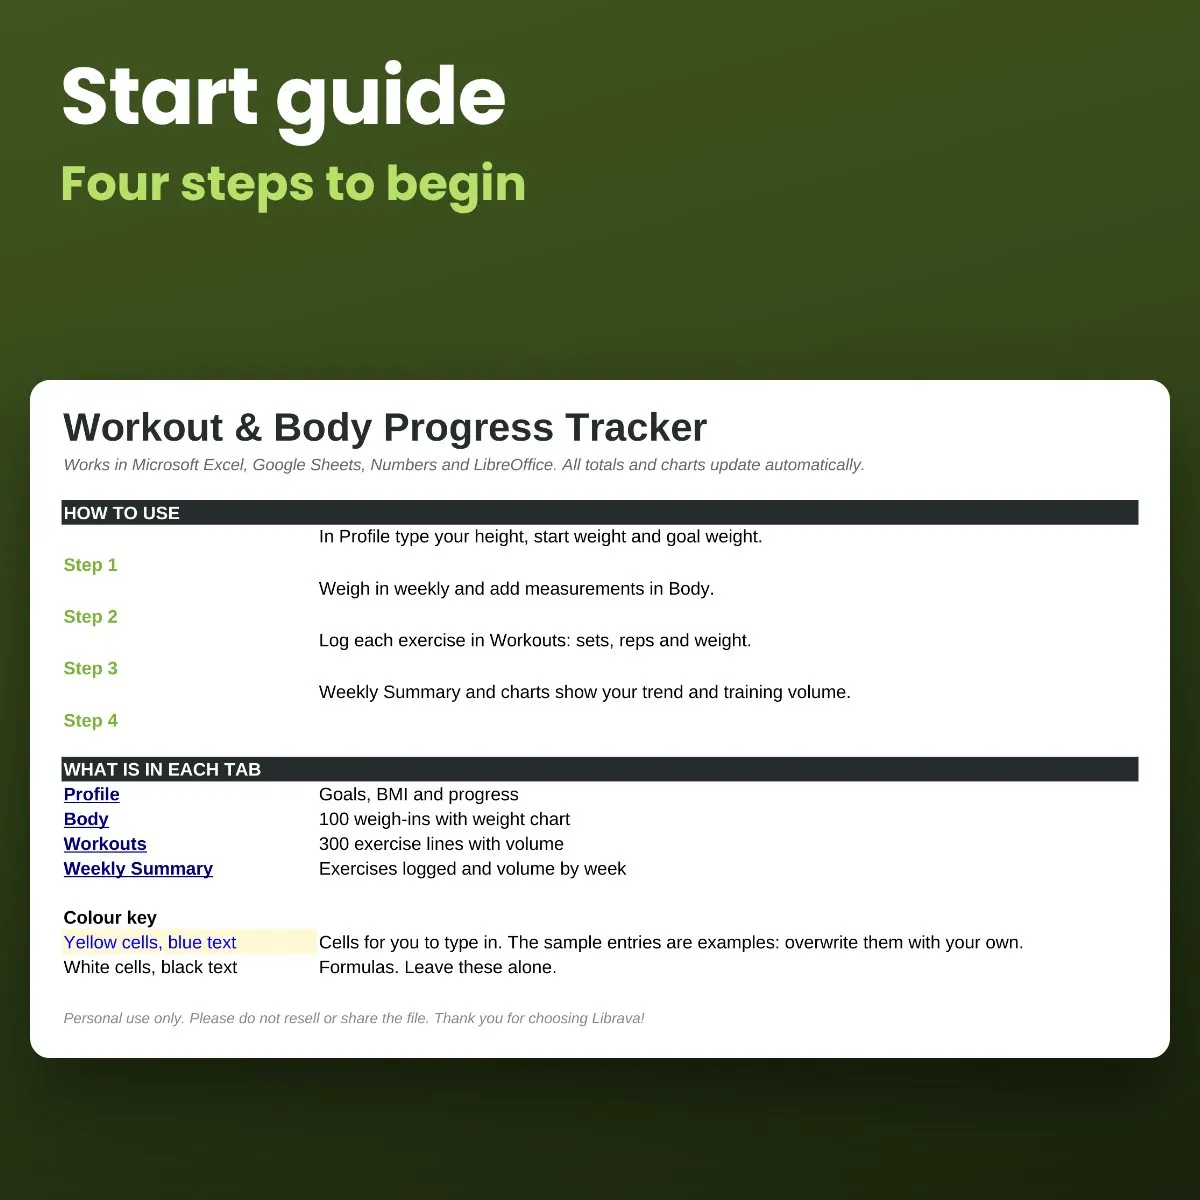 Start guide
Four steps to begin
Workout & Body Progress Tracker
Works in Microsoft Excel, Google Sheets, Numbers and LibreOffice. All totals and charts update automatically.
HOW TO USE
In Profile type your height, start weight and goal weight.
Step 1
Weigh in weekly and add measurements in Body.
Step 2
Log each exercise in Workouts: sets, reps and weight.
Step 3
Weekly Summary and charts show your trend and training volume.
Step 4
WHAT IS IN EACH TAB
Profile Goals, BMI and progress
Body 100 weigh-ins with weight chart
Workouts 300 exercise lines with volume
Weekly Summary Exercises logged and volume by week
Colour key
Yellow cells, blue text Cells for you to type in. The sample entries are examples: overwrite them with your own.
White cells, black text Formulas. Leave these alone.
Personal use only. Please do not resell or share the file. Thank you for choosing Librava!